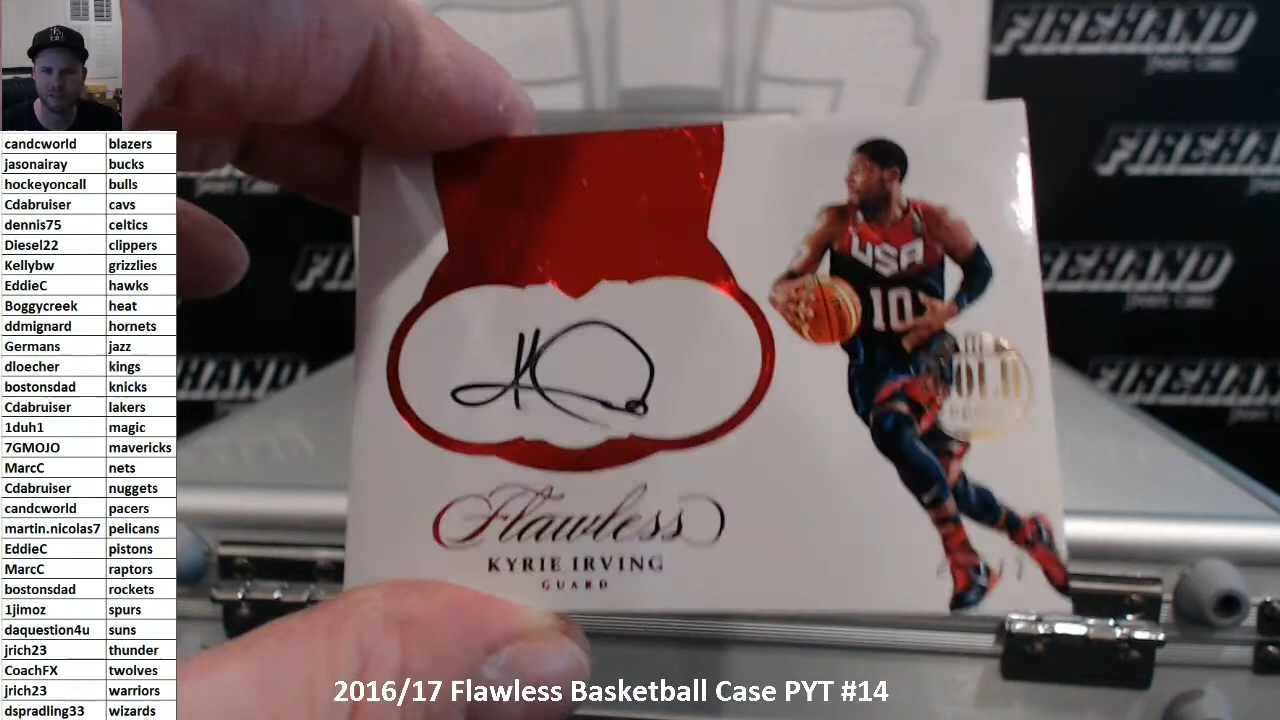 candcworld blazers
jasonairay bucks
hockeyoncall bulls
Cdabruiser cavs
dennis75 celtics
Diesel22 clippers
Kellybw grizzlies
EddieC hawks
Boggycreek heat
ddmignard hornets
Germans jazz
dloecher kings
bostonsdad knicks
Cdabruiser lakers
1duh1 magic
7GMOJO mavericks
MarcC nets
Cdabruiser nuggets
candcworld pacers
martin.nicolas7 pelicans
EddieC pistons
MarcC raptors
bostonsdad rockets
1jimoz spurs
daquestion4u suns
jrich23 thunder
CoachFX twolves
jrich23 warriors
dspradling33 wizards
FIREHAND
FIREHAND
FIREHAND
FIREHAND
FIREHAND
USA
10
Flawless
KYRIE IRVING
GUARD
2016/17 Flawless Basketball Case PYT #14